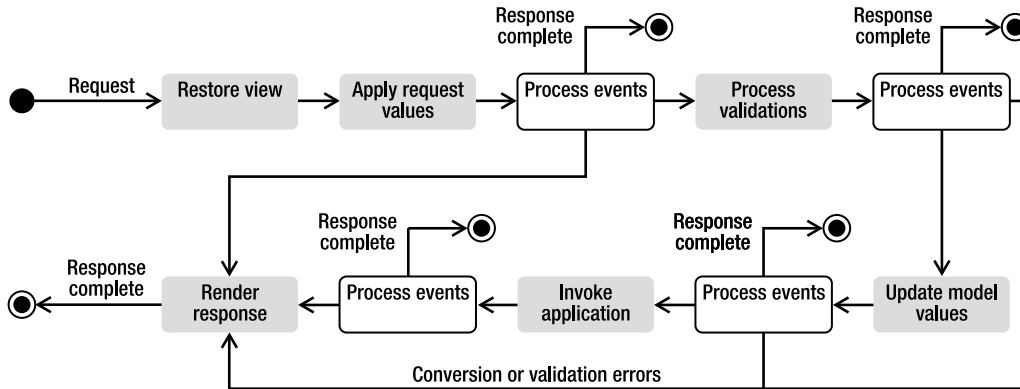 Response
complete
Response
complete
Request
Restore view
Apply request
values
Process events
Process
validations
Process events
Response
complete
Response
complete
Response
complete
Render
response
Process events
Invoke
application
Process events
Update model
values
Conversion or validation errors